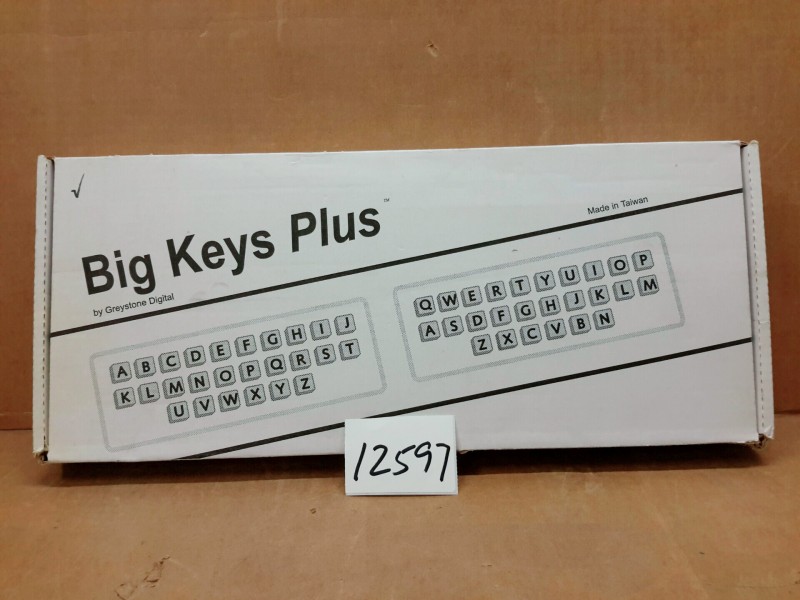 Big Keys Plus™
by Greystone Digital
Made in Taiwan
A B C D E F G H I J
K L M N O P Q R S T
U V W X Y Z
Q W E R T Y U I O P
A S D F G H J K L M
Z X C V B N
12597